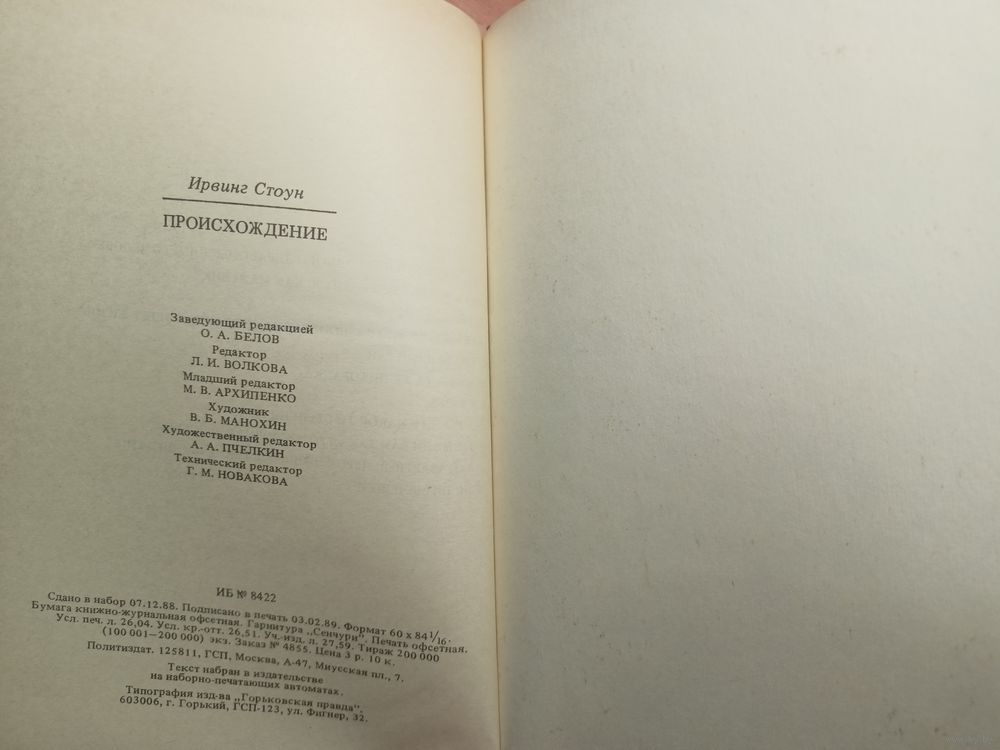 Ирвинг Стоун
ПРОИСХОЖДЕНИЕ
Заведующий редакцией
О. А. БЕЛОВ
Редактор
Л. И. ВОЛКОВА
Младший редактор
М. В. АРХИПЕНКО
Художник
В. Б. МАНОХИН
Художественный редактор
А. А. ПЧЕЛКИН
Технический редактор
Г. М. НОВАКОВА
ИБ № 8422
Сдано в набор 07.12.88. Подписано в печать 03.02.89. Формат 60 х 84 1/16.
Бумага книжно-журнальная офсетная. Гарнитура „Сенчури". Печать офсетная.
Усл. печ. л. 26,04. Усл. кр.-отт. 26,51. Уч.-изд. л. 27,59. Тираж 200 000
(100 001—200 000) экз. Заказ № 4855. Цена 3 р. 10 к.
Политиздат. 125811, ГСП, Москва, А-47, Миусская пл., 7.
Текст набран в издательстве
на наборно-печатающих автоматах.
Типография изд-ва „Горьковская правда".
603006, г. Горький, ГСП-123, ул. Фигнер, 32.